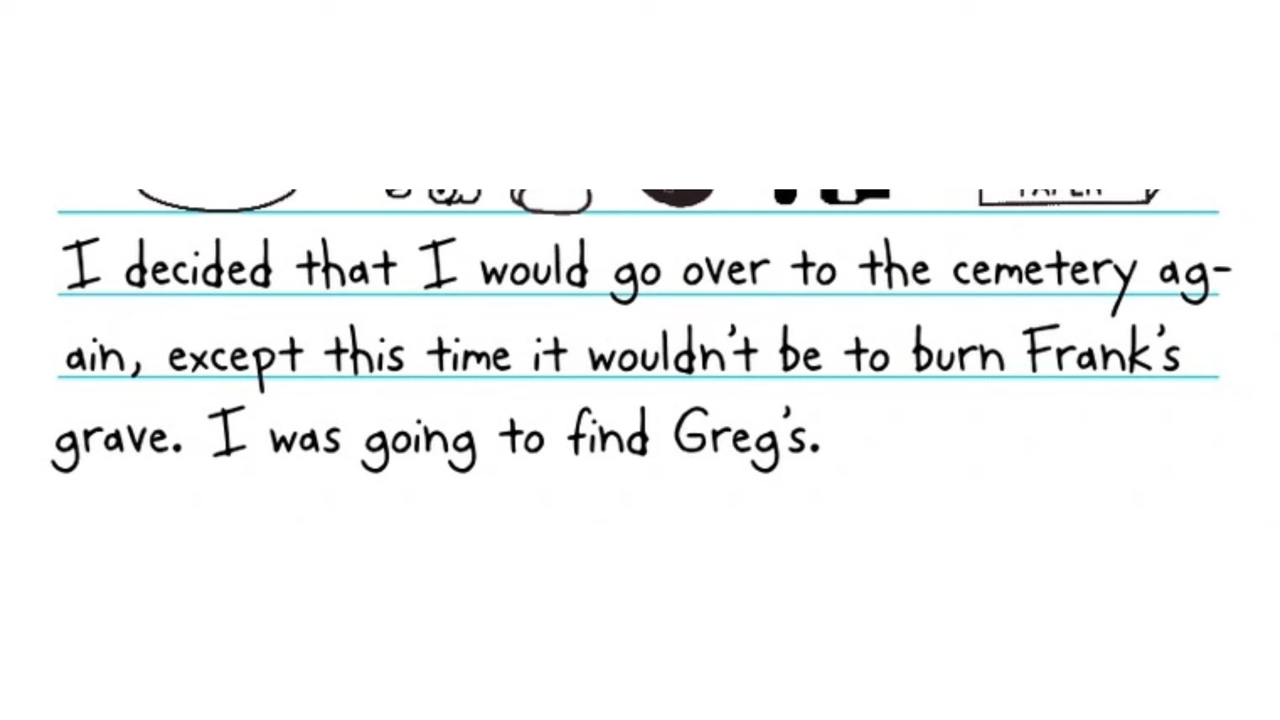 I decided that I would go over to the cemetery ag-
ain, except this time it wouldn't be to burn Frank's
grave. I was going to find Greg's.